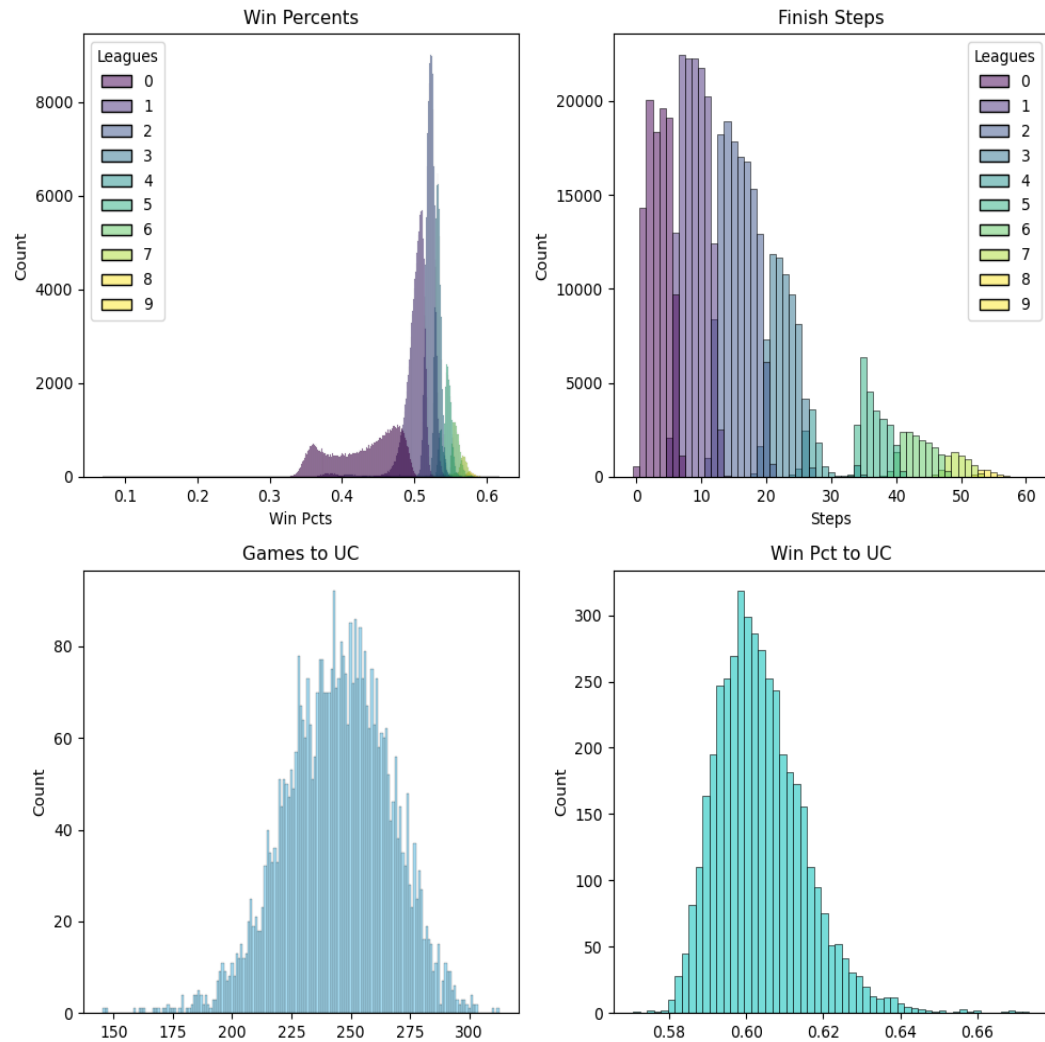 Win Percents
Leagues
0
1
2
3
4
5
6
7
8
9
Count
8000
6000
4000
2000
0
0.1 0.2 0.3 0.4 0.5 0.6
Win Pcts
Finish Steps
Leagues
0
1
2
3
4
5
6
7
8
9
Count
20000
15000
10000
5000
0
0 10 20 30 40 50 60
Steps
Games to UC
Count
80
60
40
20
0
150 175 200 225 250 275 300
Win Pct to UC
Count
300
250
200
150
100
50
0
0.58 0.60 0.62 0.64 0.66